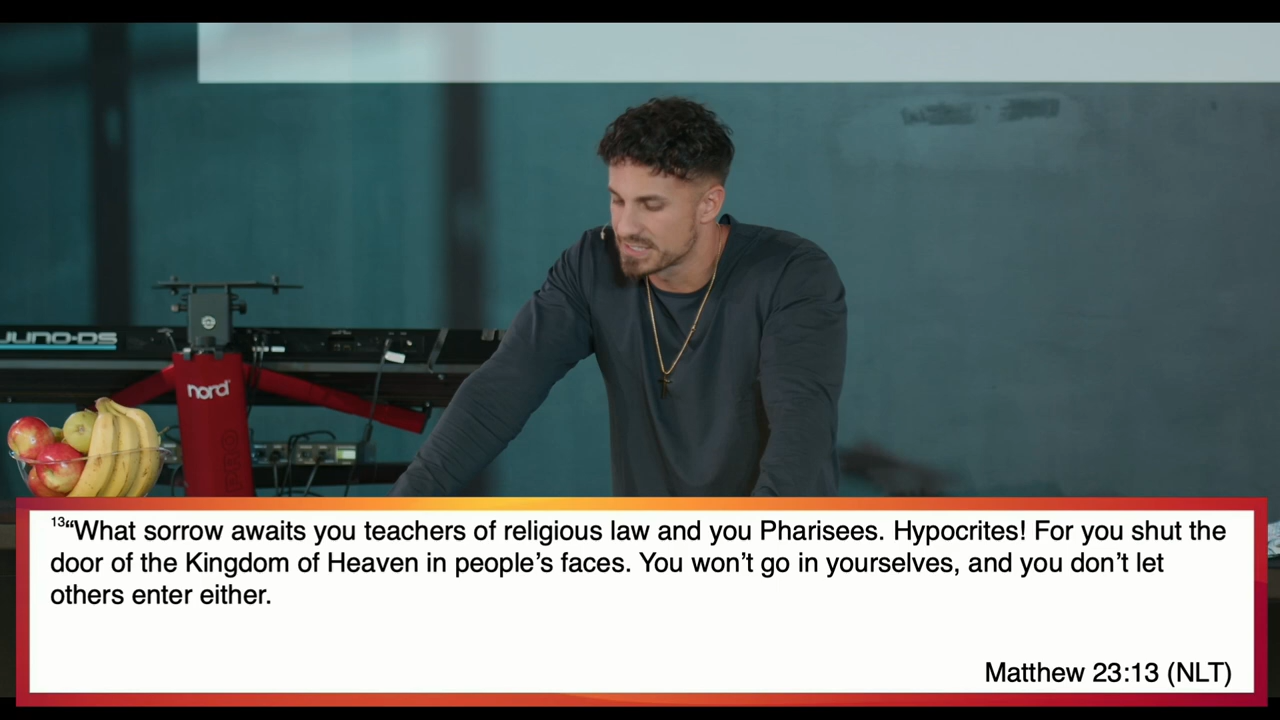 JUNO-DS
nord
¹³“What sorrow awaits you teachers of religious law and you Pharisees. Hypocrites! For you shut the
door of the Kingdom of Heaven in people’s faces. You won’t go in yourselves, and you don’t let
others enter either.
Matthew 23:13 (NLT)